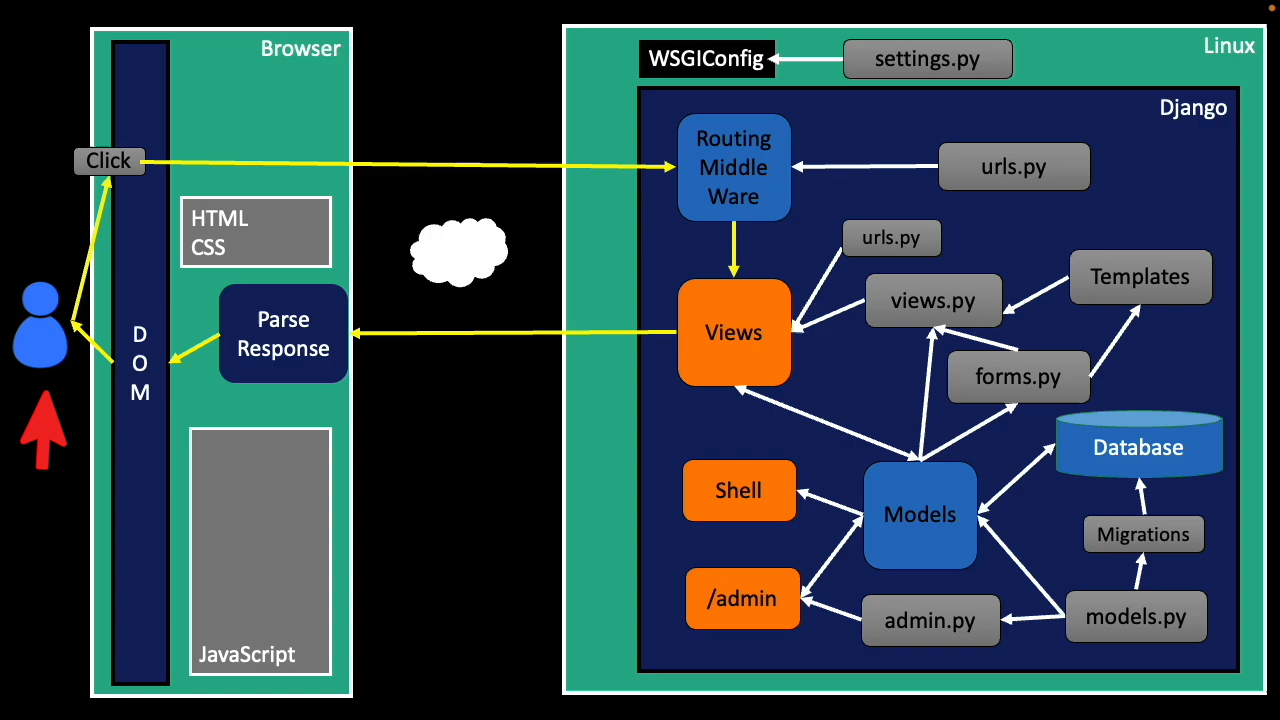 Browser
Linux
WSGIConfig
settings.py
Django
Click
Routing
Middle
Ware
urls.py
HTML
CSS
urls.py
Templates
views.py
Parse
Response
Views
D
O
M
forms.py
Database
Shell
Models
Migrations
/admin
admin.py
models.py
JavaScript